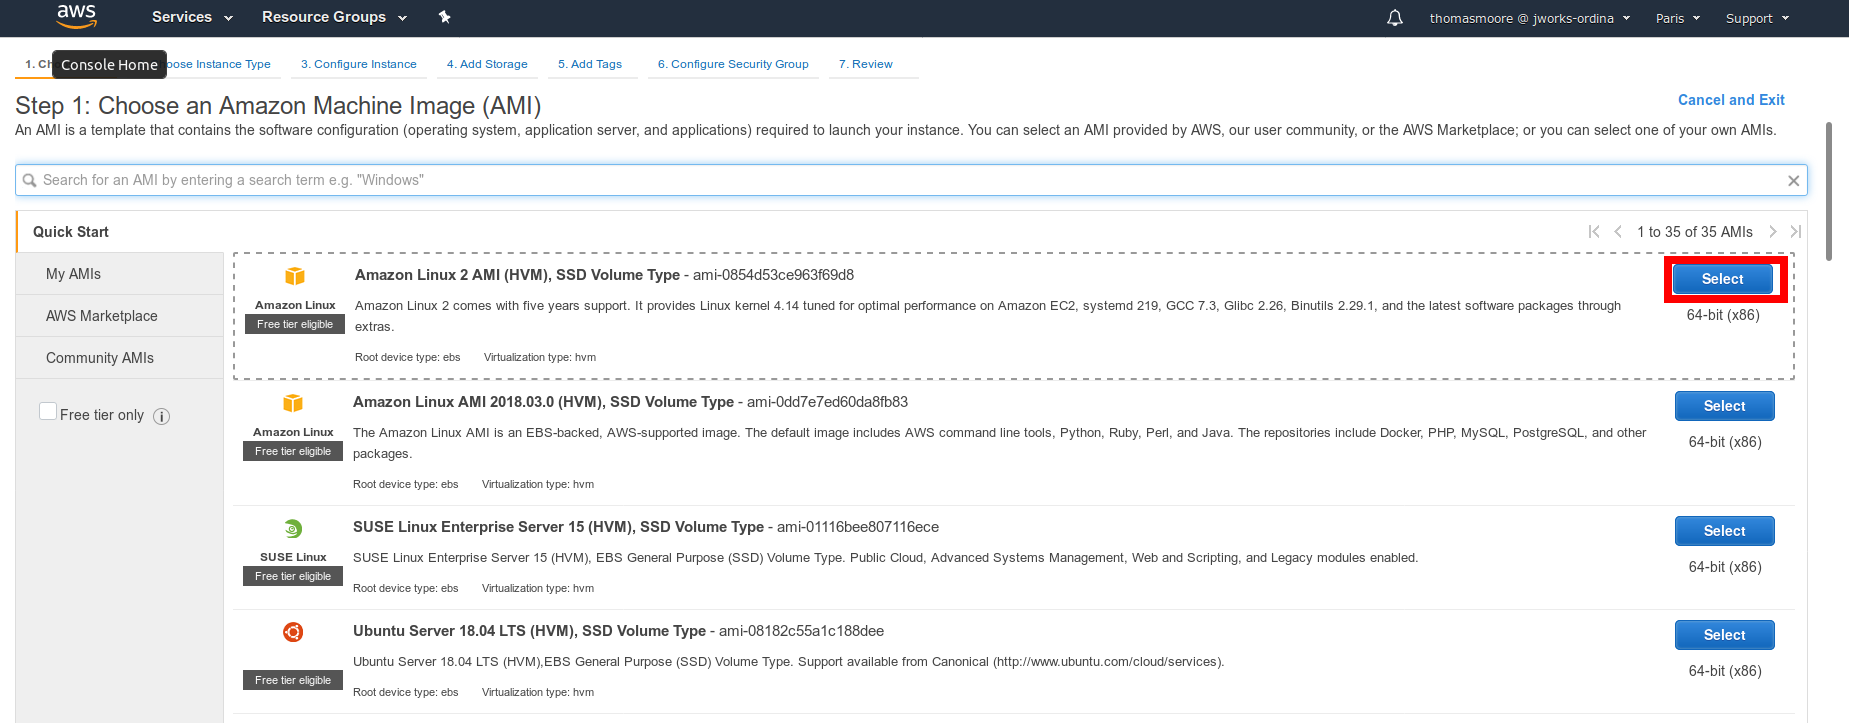 aws Services Resource Groups thomasmoore @ jworks-ordina Paris Support
Console Home
1. Ch oose Instance Type 3. Configure Instance 4. Add Storage 5. Add Tags 6. Configure Security Group 7. Review
Step 1: Choose an Amazon Machine Image (AMI) Cancel and Exit
An AMI is a template that contains the software configuration (operating system, application server, and applications) required to launch your instance. You can select an AMI provided by AWS, our user community, or the AWS Marketplace; or you can select one of your own AMIs.
Search for an AMI by entering a search term e.g. "Windows"
Quick Start 1 to 35 of 35 AMIs
My AMIs
AWS Marketplace
Community AMIs
Free tier only
Amazon Linux 2 AMI (HVM), SSD Volume Type - ami-0854d53ce963f69d8
Select
Amazon Linux
Free tier eligible
Amazon Linux 2 comes with five years support. It provides Linux kernel 4.14 tuned for optimal performance on Amazon EC2, systemd 219, GCC 7.3, Glibc 2.26, Binutils 2.29.1, and the latest software packages through
extras.
64-bit (x86)
Root device type: ebs Virtualization type: hvm
Amazon Linux AMI 2018.03.0 (HVM), SSD Volume Type - ami-0dd7e7ed60da8fb83
Select
Amazon Linux
Free tier eligible
The Amazon Linux AMI is an EBS-backed, AWS-supported image. The default image includes AWS command line tools, Python, Ruby, Perl, and Java. The repositories include Docker, PHP, MySQL, PostgreSQL, and other
packages.
64-bit (x86)
Root device type: ebs Virtualization type: hvm
SUSE Linux Enterprise Server 15 (HVM), SSD Volume Type - ami-01116bee807116ece
Select
SUSE Linux
Free tier eligible
SUSE Linux Enterprise Server 15 (HVM), EBS General Purpose (SSD) Volume Type. Public Cloud, Advanced Systems Management, Web and Scripting, and Legacy modules enabled.
64-bit (x86)
Root device type: ebs Virtualization type: hvm
Ubuntu Server 18.04 LTS (HVM), SSD Volume Type - ami-08182c55a1c188dee
Select
Free tier eligible
Ubuntu Server 18.04 LTS (HVM),EBS General Purpose (SSD) Volume Type. Support available from Canonical (http://www.ubuntu.com/cloud/services).
64-bit (x86)
Root device type: ebs Virtualization type: hvm